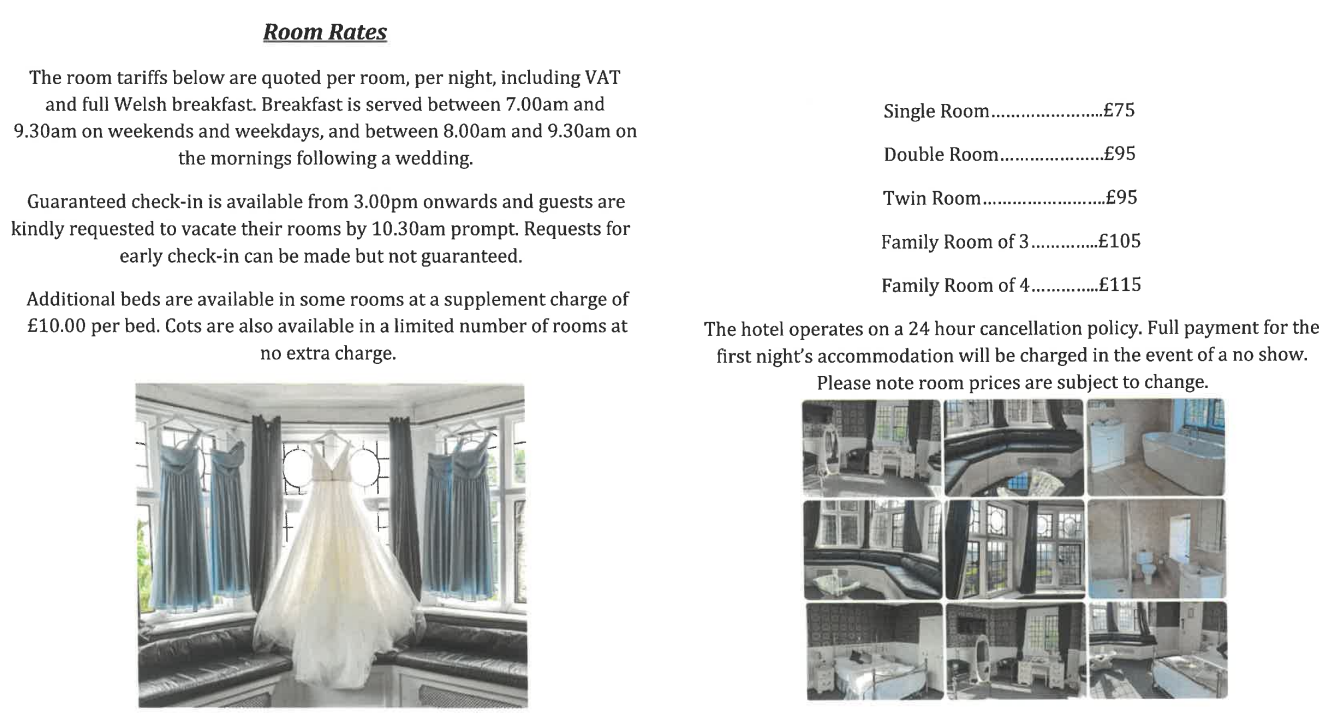 Room Rates
The room tariffs below are quoted per room, per night, including VAT
and full Welsh breakfast. Breakfast is served between 7.00am and
9.30am on weekends and weekdays, and between 8.00am and 9.30am on
the mornings following a wedding.
Guaranteed check-in is available from 3.00pm onwards and guests are
kindly requested to vacate their rooms by 10.30am prompt. Requests for
early check-in can be made but not guaranteed.
Additional beds are available in some rooms at a supplement charge of
£10.00 per bed. Cots are also available in a limited number of rooms at
no extra charge.
Single Room......................£75
Double Room.....................£95
Twin Room.........................£95
Family Room of 3..............£105
Family Room of 4..............£115
The hotel operates on a 24 hour cancellation policy. Full payment for the
first night's accommodation will be charged in the event of a no show.
Please note room prices are subject to change.